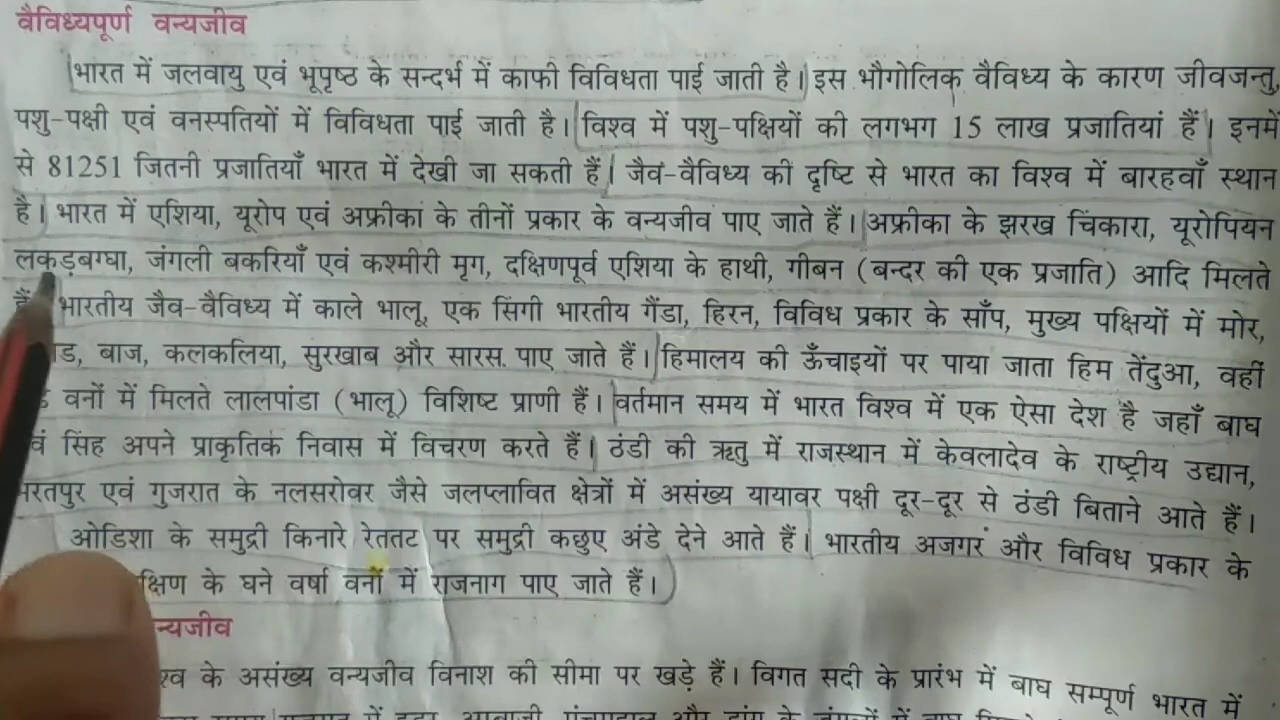 वैविध्यपूर्ण वन्यजीव
भारत में जलवायु एवं भूपृष्ठ के सन्दर्भ में काफी विविधता पाई जाती है। इस भौगोलिक वैविध्य के कारण जीवजन्तु,
पशु-पक्षी एवं वनस्पतियों में विविधता पाई जाती है। विश्व में पशु-पक्षियों की लगभग 15 लाख प्रजातियां हैं। इनमें
से 81251 जितनी प्रजातियाँ भारत में देखी जा सकती हैं। जैव-वैविध्य की दृष्टि से भारत का विश्व में बारहवाँ स्थान
है। भारत में एशिया, यूरोप एवं अफ्रीका के तीनों प्रकार के वन्यजीव पाए जाते हैं। अफ्रीका के झरख चिंकारा, यूरोपियन
लकड़बग्घा, जंगली बकरियाँ एवं कश्मीरी मृग, दक्षिणपूर्व एशिया के हाथी, गीबन (बन्दर की एक प्रजाति) आदि मिलते
भारतीय जैव-वैविध्य में काले भालू, एक सिंगी भारतीय गैंडा, हिरन, विविध प्रकार के साँप, मुख्य पक्षियों में मोर,
बाज, कलकलिया, सुरखाब और सारस पाए जाते हैं। हिमालय की ऊँचाइयों पर पाया जाता हिम तेंदुआ, वहीं
वनों में मिलते लालपांडा (भालू) विशिष्ट प्राणी हैं। वर्तमान समय में भारत विश्व में एक ऐसा देश है जहाँ बाघ
सिंह अपने प्राकृतिक निवास में विचरण करते हैं। ठंडी की ऋतु में राजस्थान में केवलादेव के राष्ट्रीय उद्यान,
भरतपुर एवं गुजरात के नलसरोवर जैसे जलप्लावित क्षेत्रों में असंख्य यायावर पक्षी दूर-दूर से ठंडी बिताने आते हैं।
ओडिशा के समुद्री किनारे रेततट पर समुद्री कछुए अंडे देने आते हैं। भारतीय अजगर और विविध प्रकार के
के घने वर्षा वनों में राजनाग पाए जाते हैं।
वन्यजीव
के असंख्य वन्यजीव विनाश की सीमा पर खड़े हैं। विगत सदी के प्रारंभ में बाघ सम्पूर्ण भारत में